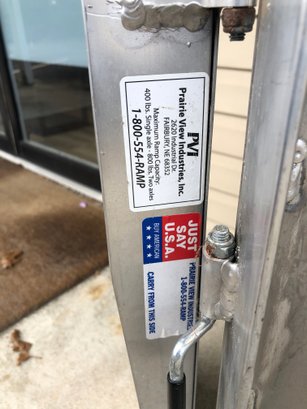 PVI
Prairie View Industries, Inc.
2620 Industrial Dr.
FAIRBURY, NE 68352
Maximum Ramp Capacity:
400 lbs. Single axle - 800 lbs. Two axles
1-800-554-RAMP
JUST
SAY
U.S.A.
BUY AMERICAN
PRAIRIE VIEW INDUSTRIES
1-800-554-RAMP
CARRY FROM THIS SIDE